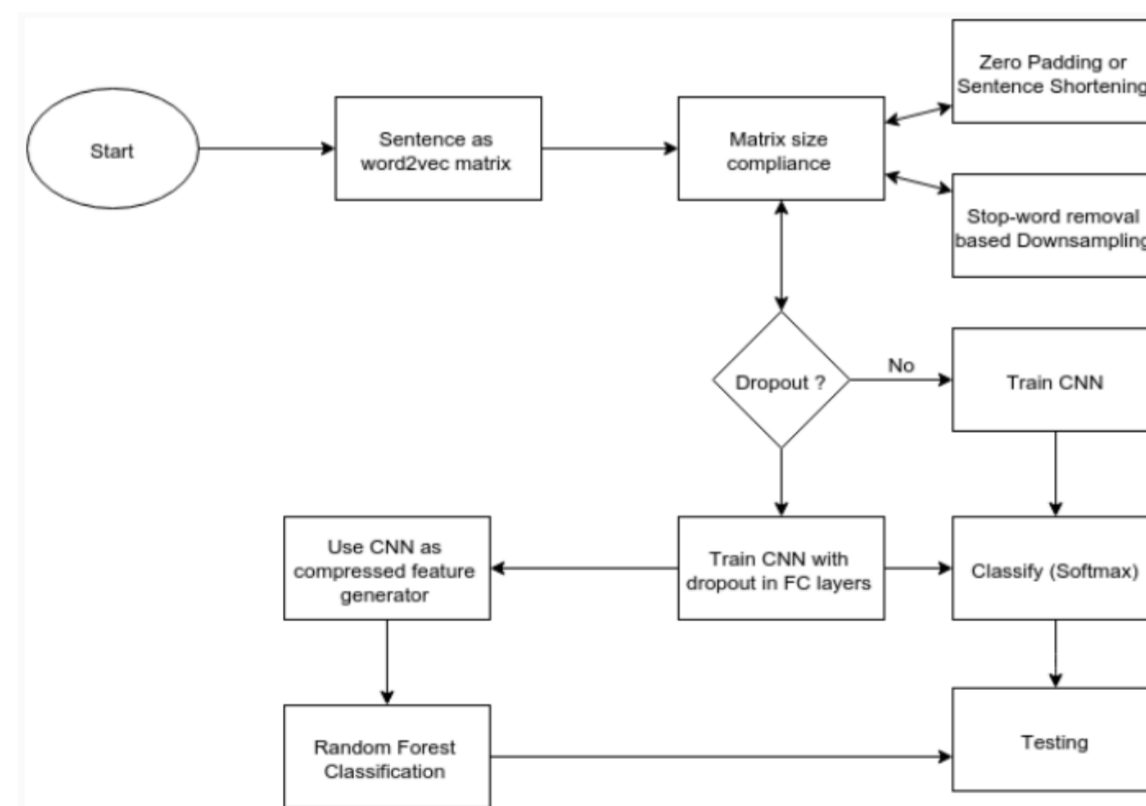 Zero Padding or
Sentence Shortening
Start
Sentence as
word2vec matrix
Matrix size
compliance
Stop-word removal
based Downsampling
Dropout ?
No
Train CNN
Use CNN as
compressed feature
generator
Train CNN with
dropout in FC layers
Classify (Softmax)
Random Forest
Classification
Testing